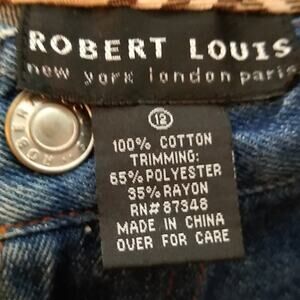 ROBERT LOUIS
new york london paris
12
100% COTTON
TRIMMING:
65% POLYESTER
35% RAYON
RN# 87348
MADE IN CHINA
OVER FOR CARE